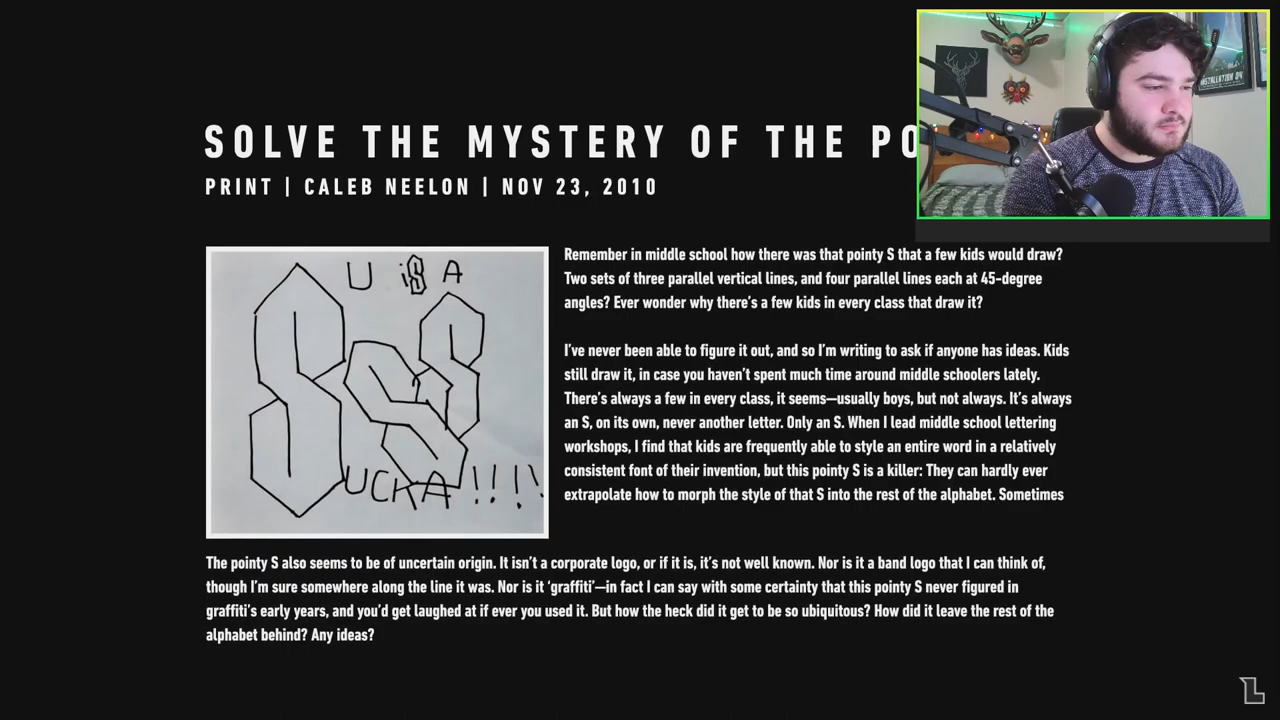 SOLVE THE MYSTERY OF THE PO
PRINT | CALEB NEELON | NOV 23, 2010
INSTALLATION 04
U iS A
UCKA!!!!
Remember in middle school how there was that pointy S that a few kids would draw?
Two sets of three parallel vertical lines, and four parallel lines each at 45-degree
angles? Ever wonder why there's a few kids in every class that draw it?
I've never been able to figure it out, and so I'm writing to ask if anyone has ideas. Kids
still draw it, in case you haven't spent much time around middle schoolers lately.
There's always a few in every class, it seems—usually boys, but not always. It's always
an S, on its own, never another letter. Only an S. When I lead middle school lettering
workshops, I find that kids are frequently able to style an entire word in a relatively
consistent font of their invention, but this pointy S is a killer: They can hardly ever
extrapolate how to morph the style of that S into the rest of the alphabet. Sometimes
The pointy S also seems to be of uncertain origin. It isn't a corporate logo, or if it is, it's not well known. Nor is it a band logo that I can think of,
though I'm sure somewhere along the line it was. Nor is it 'graffiti'—in fact I can say with some certainty that this pointy S never figured in
graffiti's early years, and you'd get laughed at if ever you used it. But how the heck did it get to be so ubiquitous? How did it leave the rest of the
alphabet behind? Any ideas?
L